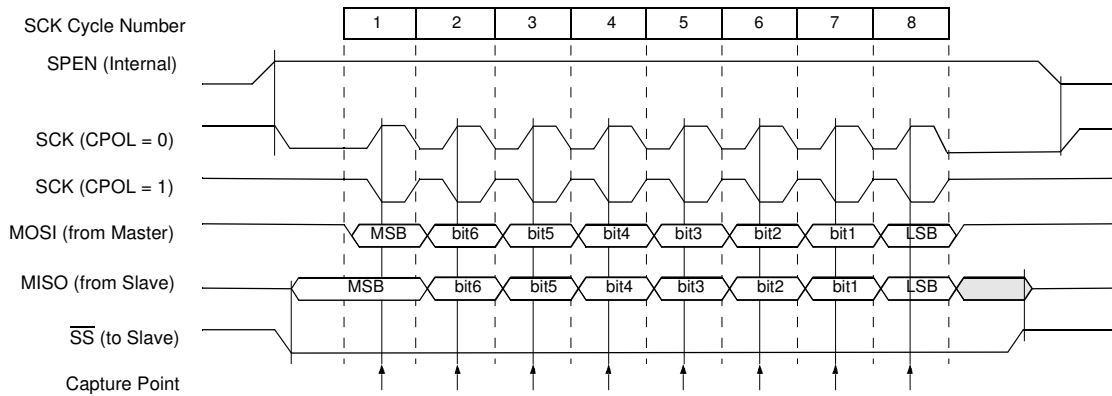 SCK Cycle Number 1 2 3 4 5 6 7 8
SPEN (Internal)
SCK (CPOL = 0)
SCK (CPOL = 1)
MOSI (from Master) MSB bit6 bit5 bit4 bit3 bit2 bit1 LSB
MISO (from Slave) MSB bit6 bit5 bit4 bit3 bit2 bit1 LSB
SS (to Slave)
Capture Point